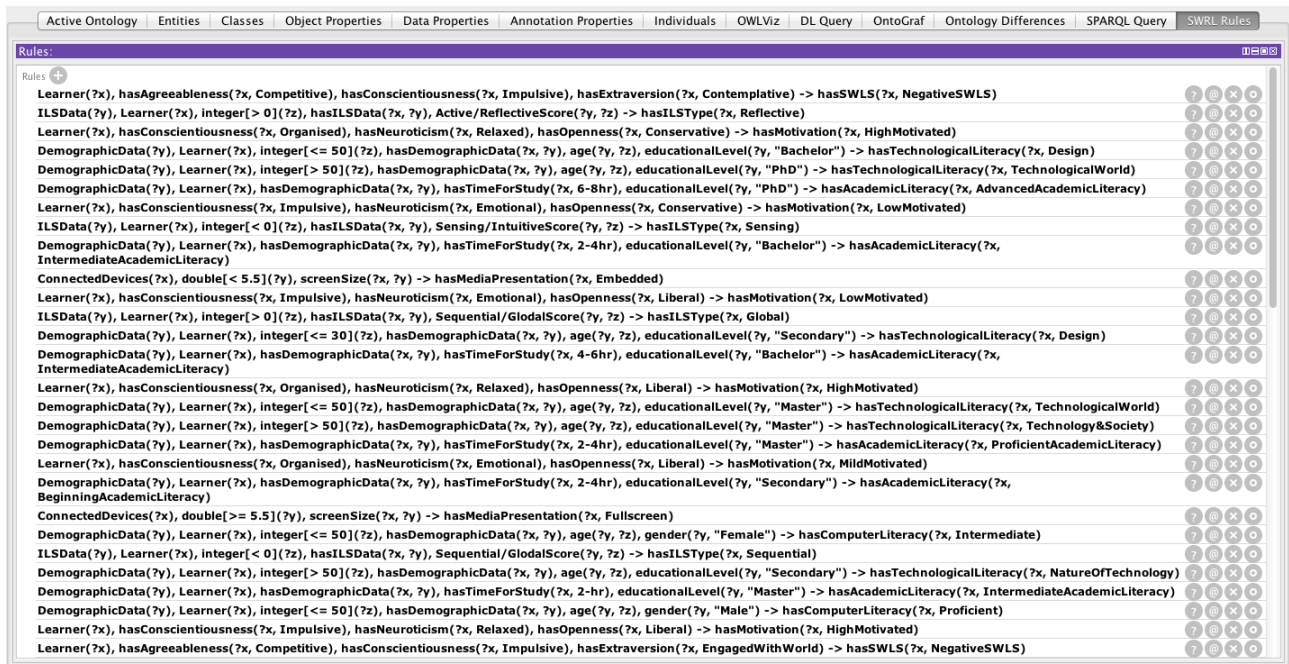 Active Ontology Entities Classes Object Properties Data Properties Annotation Properties Individuals OWLViz DL Query OntoGraf Ontology Differences SPARQL Query SWRL Rules
Rules:
Rules
Learner(?x), hasAgreeableness(?x, Competitive), hasConscientiousness(?x, Impulsive), hasExtraversion(?x, Contemplative) -> hasSWLS(?x, NegativeSWLS)
ILSData(?y), Learner(?x), integer[> 0](?z), hasILSData(?x, ?y), Active/ReflectiveScore(?y, ?z) -> hasILSType(?x, Reflective)
Learner(?x), hasConscientiousness(?x, Organised), hasNeuroticism(?x, Relaxed), hasOpenness(?x, Conservative) -> hasMotivation(?x, HighMotivated)
DemographicData(?y), Learner(?x), integer[<= 50](?z), hasDemographicData(?x, ?y), age(?y, ?z), educationalLevel(?y, "Bachelor") -> hasTechnologicalLiteracy(?x, Design)
DemographicData(?y), Learner(?x), integer[> 50](?z), hasDemographicData(?x, ?y), age(?y, ?z), educationalLevel(?y, "PhD") -> hasTechnologicalLiteracy(?x, TechnologicalWorld)
DemographicData(?y), Learner(?x), hasDemographicData(?x, ?y), hasTimeForStudy(?x, 6-8hr), educationalLevel(?y, "PhD") -> hasAcademicLiteracy(?x, AdvancedAcademicLiteracy)
Learner(?x), hasConscientiousness(?x, Impulsive), hasNeuroticism(?x, Emotional), hasOpenness(?x, Conservative) -> hasMotivation(?x, LowMotivated)
ILSData(?y), Learner(?x), integer[< 0](?z), hasILSData(?x, ?y), Sensing/IntuitiveScore(?y, ?z) -> hasILSType(?x, Sensing)
DemographicData(?y), Learner(?x), hasDemographicData(?x, ?y), hasTimeForStudy(?x, 2-4hr), educationalLevel(?y, "Bachelor") -> hasAcademicLiteracy(?x,
IntermediateAcademicLiteracy)
ConnectedDevices(?x), double[< 5.5](?y), screenSize(?x, ?y) -> hasMediaPresentation(?x, Embedded)
Learner(?x), hasConscientiousness(?x, Impulsive), hasNeuroticism(?x, Emotional), hasOpenness(?x, Liberal) -> hasMotivation(?x, LowMotivated)
ILSData(?y), Learner(?x), integer[> 0](?z), hasILSData(?x, ?y), Sequential/GlodalScore(?y, ?z) -> hasILSType(?x, Global)
DemographicData(?y), Learner(?x), integer[<= 30](?z), hasDemographicData(?x, ?y), age(?y, ?z), educationalLevel(?y, "Secondary") -> hasTechnologicalLiteracy(?x, Design)
DemographicData(?y), Learner(?x), hasDemographicData(?x, ?y), hasTimeForStudy(?x, 4-6hr), educationalLevel(?y, "Bachelor") -> hasAcademicLiteracy(?x,
IntermediateAcademicLiteracy)
Learner(?x), hasConscientiousness(?x, Organised), hasNeuroticism(?x, Relaxed), hasOpenness(?x, Liberal) -> hasMotivation(?x, HighMotivated)
DemographicData(?y), Learner(?x), integer[<= 50](?z), hasDemographicData(?x, ?y), age(?y, ?z), educationalLevel(?y, "Master") -> hasTechnologicalLiteracy(?x, TechnologicalWorld)
DemographicData(?y), Learner(?x), integer[> 50](?z), hasDemographicData(?x, ?y), age(?y, ?z), educationalLevel(?y, "Master") -> hasTechnologicalLiteracy(?x, Technology&Society)
DemographicData(?y), Learner(?x), hasDemographicData(?x, ?y), hasTimeForStudy(?x, 2-4hr), educationalLevel(?y, "Master") -> hasAcademicLiteracy(?x, ProficientAcademicLiteracy)
Learner(?x), hasConscientiousness(?x, Organised), hasNeuroticism(?x, Emotional), hasOpenness(?x, Liberal) -> hasMotivation(?x, MildMotivated)
DemographicData(?y), Learner(?x), hasDemographicData(?x, ?y), hasTimeForStudy(?x, 2-4hr), educationalLevel(?y, "Secondary") -> hasAcademicLiteracy(?x,
BeginningAcademicLiteracy)
ConnectedDevices(?x), double[>= 5.5](?y), screenSize(?x, ?y) -> hasMediaPresentation(?x, Fullscreen)
DemographicData(?y), Learner(?x), integer[<= 50](?z), hasDemographicData(?x, ?y), age(?y, ?z), gender(?y, "Female") -> hasComputerLiteracy(?x, Intermediate)
ILSData(?y), Learner(?x), integer[< 0](?z), hasILSData(?x, ?y), Sequential/GlodalScore(?y, ?z) -> hasILSType(?x, Sequential)
DemographicData(?y), Learner(?x), integer[> 50](?z), hasDemographicData(?x, ?y), age(?y, ?z), educationalLevel(?y, "Secondary") -> hasTechnologicalLiteracy(?x, NatureOfTechnology)
DemographicData(?y), Learner(?x), hasDemographicData(?x, ?y), hasTimeForStudy(?x, 2-hr), educationalLevel(?y, "Master") -> hasAcademicLiteracy(?x, IntermediateAcademicLiteracy)
DemographicData(?y), Learner(?x), integer[<= 50](?z), hasDemographicData(?x, ?y), age(?y, ?z), gender(?y, "Male") -> hasComputerLiteracy(?x, Proficient)
Learner(?x), hasConscientiousness(?x, Impulsive), hasNeuroticism(?x, Relaxed), hasOpenness(?x, Liberal) -> hasMotivation(?x, HighMotivated)
Learner(?x), hasAgreeableness(?x, Competitive), hasConscientiousness(?x, Impulsive), hasExtraversion(?x, EngagedWithWorld) -> hasSWLS(?x, NegativeSWLS)